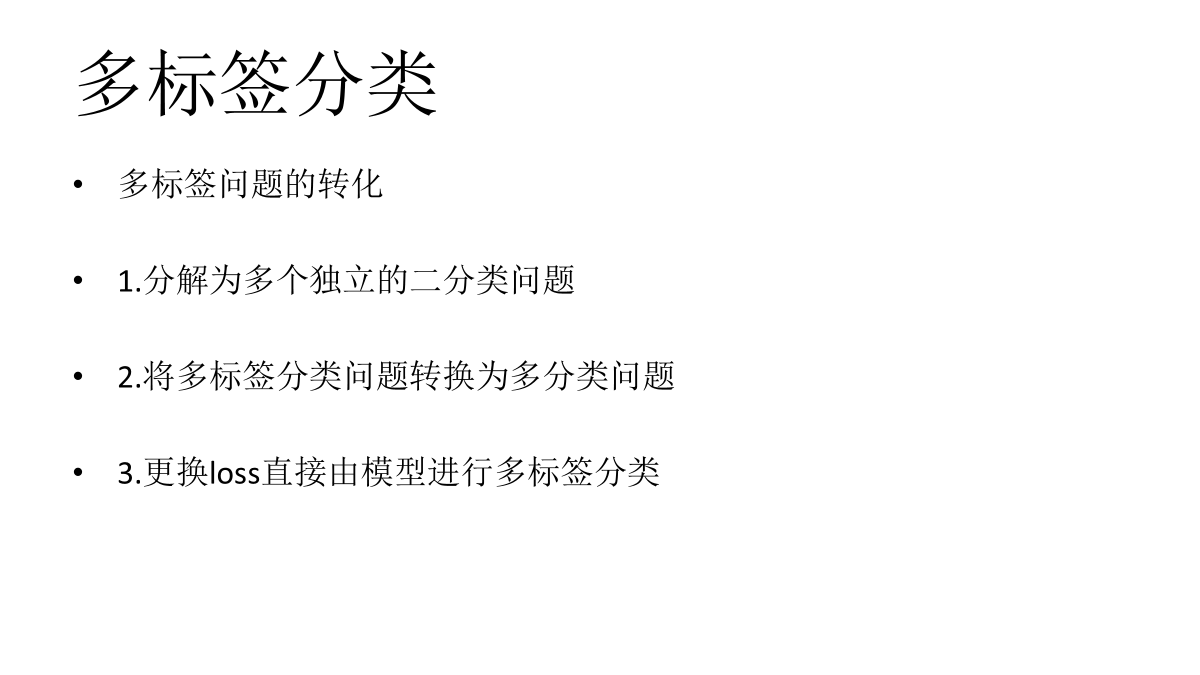 多标签分类
• 多标签问题的转化
• 1.分解为多个独立的二分类问题
• 2.将多标签分类问题转换为多分类问题
• 3.更换loss直接由模型进行多标签分类